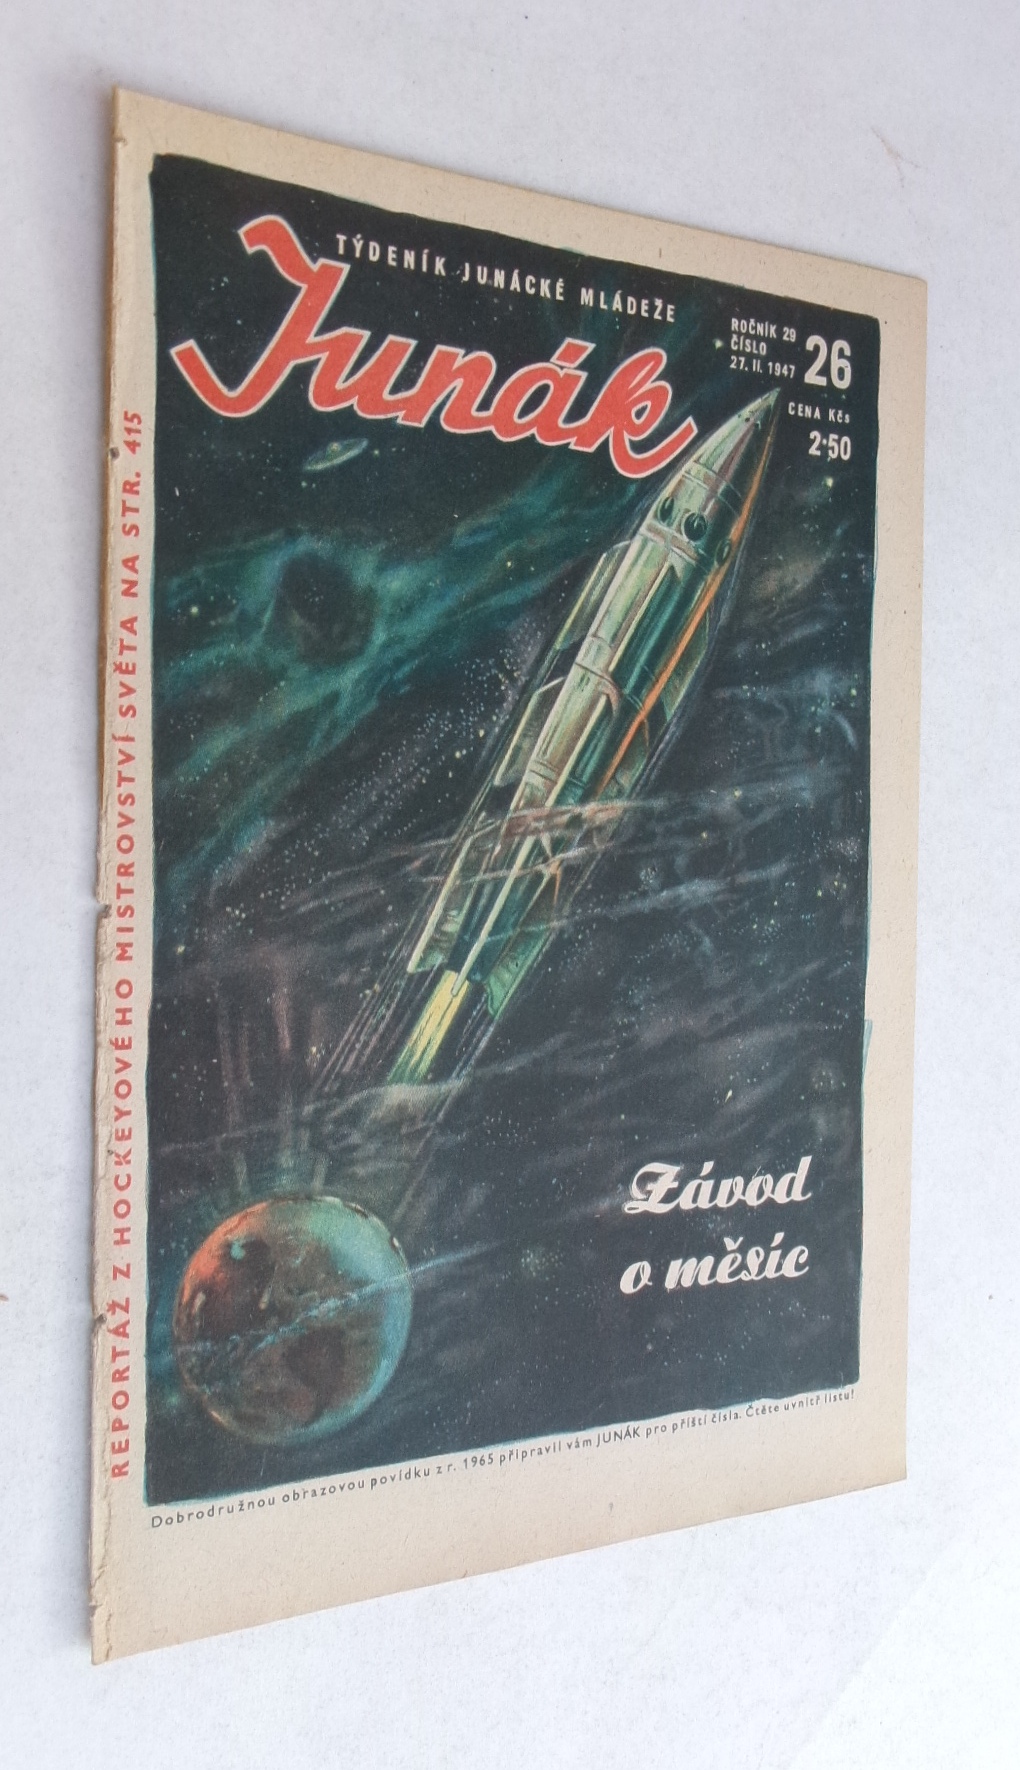 TÝDENÍK JUNÁCKÉ MLÁDEŽE
Junák
ROČNÍK 29
ČÍSLO
26
27. II. 1947
CENA Kčs
2·50
REPORTÁŽ Z HOCKEYOVÉHO MISTROVSTVÍ SVĚTA NA STR. 415
Závod
o měsíc
Dobrodružnou obrazovou povídku z r. 1965 připravil vám JUNÁK pro příští čísla. Čtěte uvnitř listu!